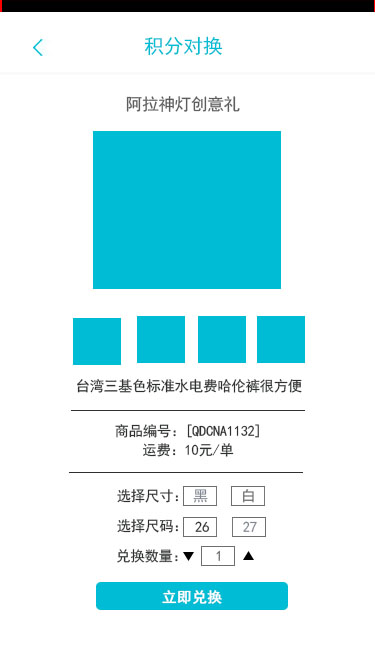 积分对换
阿拉神灯创意礼
台湾三基色标准水电费哈伦裤很方便
商品编号：[QDCNA1132]
运费：10元/单
选择尺寸：黑 白
选择尺码：26 27
兑换数量：▼ 1 ▲
立即兑换